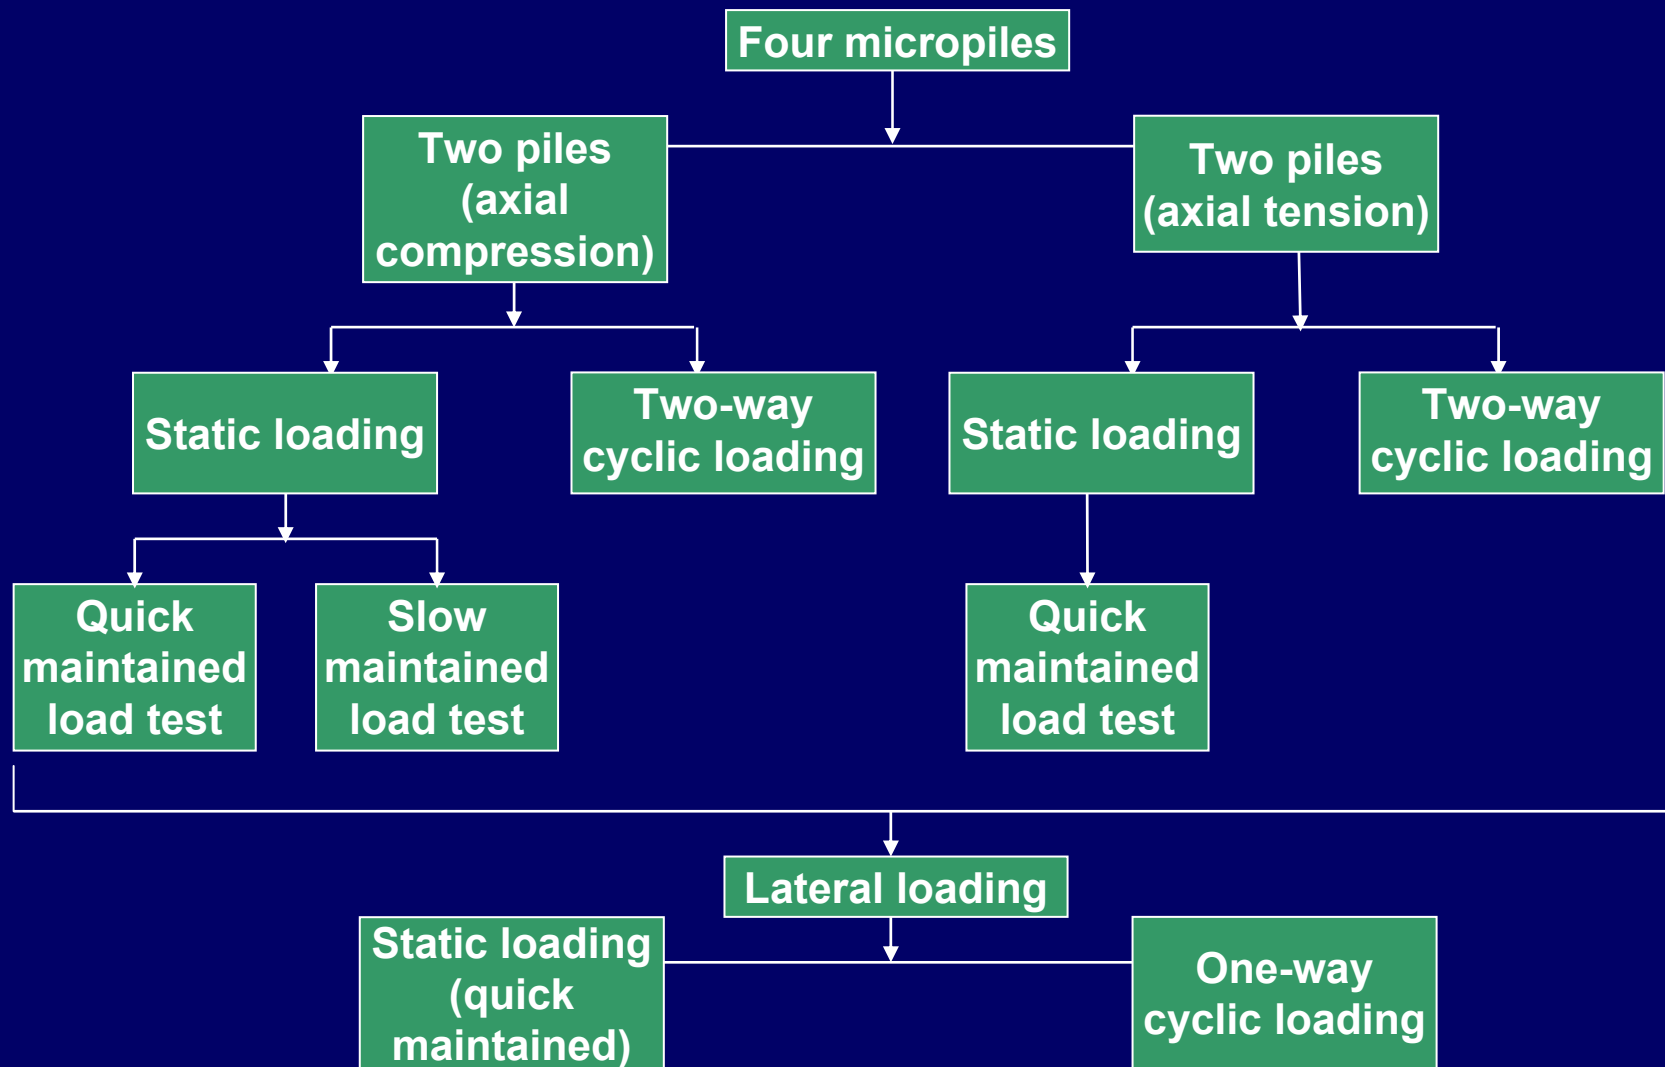 Four micropiles
Two piles
(axial
compression)
Two piles
(axial tension)
Static loading
Two-way
cyclic loading
Static loading
Two-way
cyclic loading
Quick
maintained
load test
Slow
maintained
load test
Quick
maintained
load test
Lateral loading
Static loading
(quick
maintained)
One-way
cyclic loading